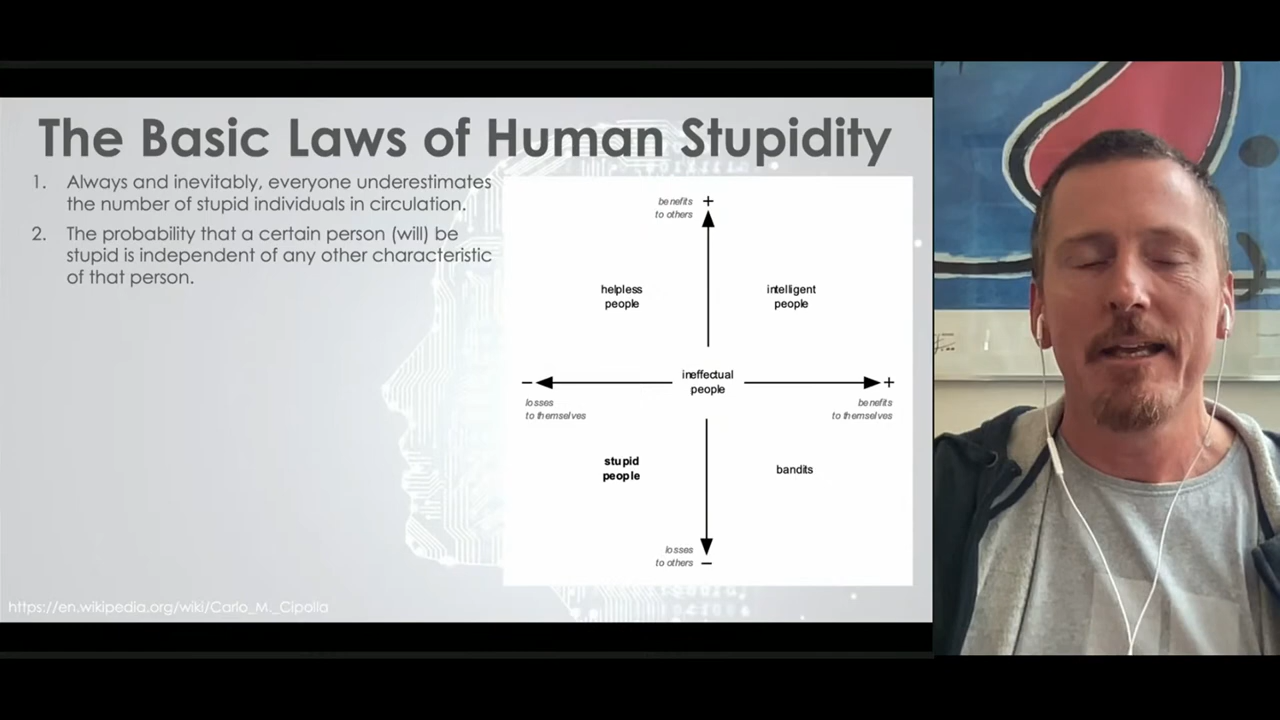 The Basic Laws of Human Stupidity
1. Always and inevitably, everyone underestimates
the number of stupid individuals in circulation.
2. The probability that a certain person (will) be
stupid is independent of any other characteristic
of that person.
benefits
to others
+
helpless
people
intelligent
people
ineffectual
people
−
+
losses
to themselves
benefits
to themselves
stupid
people
bandits
losses
to others
−
https://en.wikipedia.org/wiki/Carlo_M._Cipolla